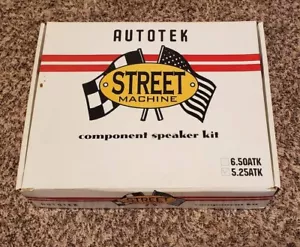 AUTOTEK
STREET
MACHINE
component speaker kit
6.50ATK
5.25ATK